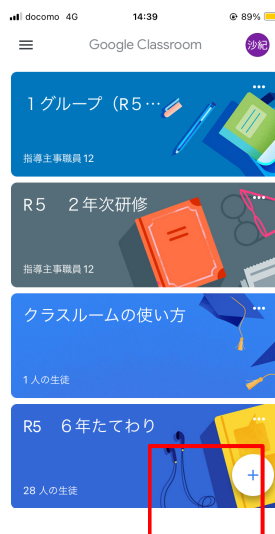 docomo 4G 14:39 89%
Google Classroom 沙紀
1グループ（R5…
指導主事職員 12
R5　2年次研修
指導主事職員 12
クラスルームの使い方
1 人の生徒
R5　6年たてわり
28 人の生徒